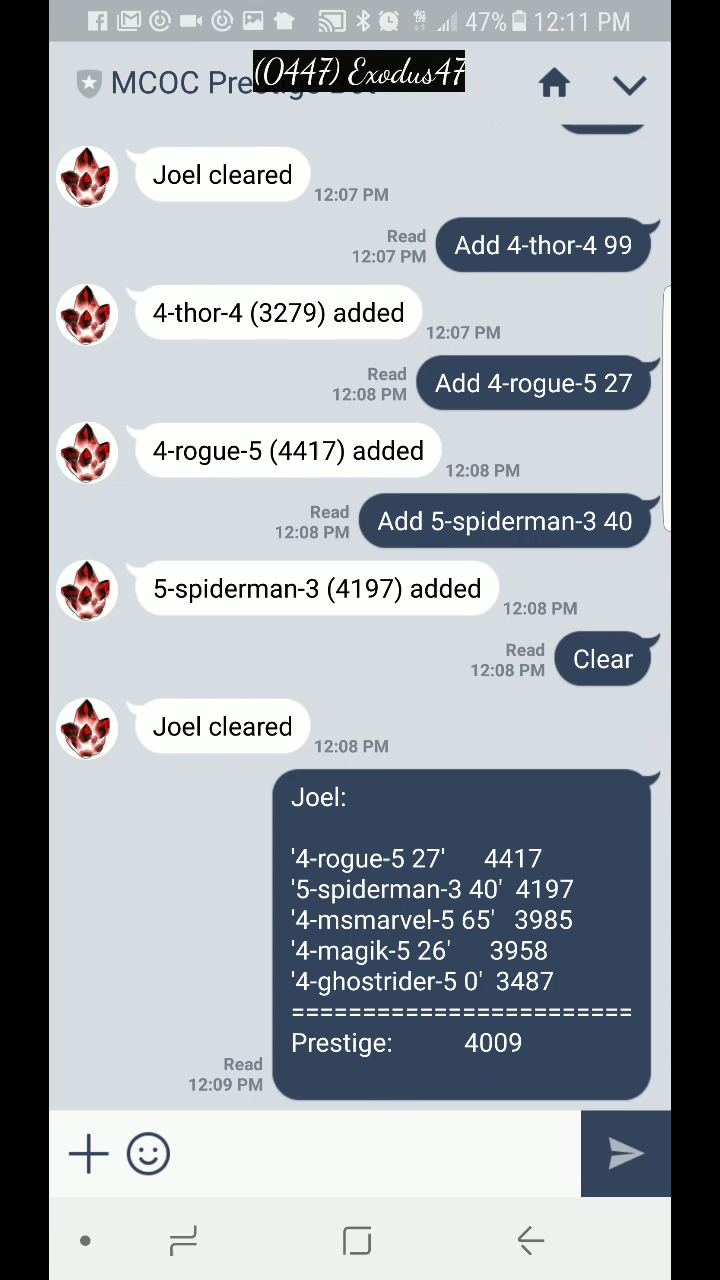 47% 12:11 PM
MCOC Pre
(0447) Exodus47
Joel cleared
12:07 PM
Read
12:07 PM
Add 4-thor-4 99
4-thor-4 (3279) added
12:07 PM
Read
12:08 PM
Add 4-rogue-5 27
4-rogue-5 (4417) added
12:08 PM
Read
12:08 PM
Add 5-spiderman-3 40
5-spiderman-3 (4197) added
12:08 PM
Read
12:08 PM
Clear
Joel cleared
12:08 PM
Joel:
'4-rogue-5 27' 4417
'5-spiderman-3 40' 4197
'4-msmarvel-5 65' 3985
'4-magik-5 26' 3958
'4-ghostrider-5 0' 3487
========================
Prestige: 4009
Read
12:09 PM